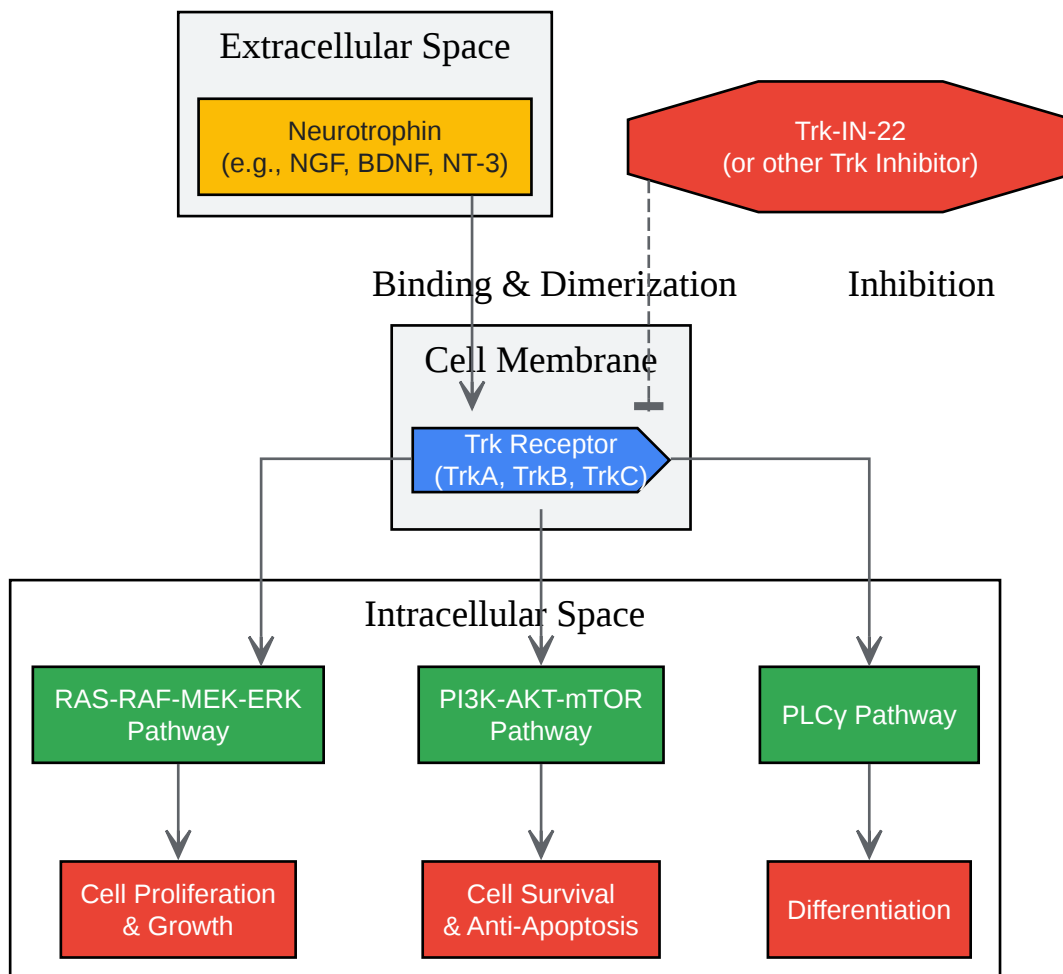 Extracellular Space
Neurotrophin
(e.g., NGF, BDNF, NT-3)
Trk-IN-22
(or other Trk Inhibitor)
Binding & Dimerization
Inhibition
Cell Membrane
Trk Receptor
(TrkA, TrkB, TrkC)
Intracellular Space
RAS-RAF-MEK-ERK
Pathway
PI3K-AKT-mTOR
Pathway
PLCγ Pathway
Cell Proliferation
& Growth
Cell Survival
& Anti-Apoptosis
Differentiation